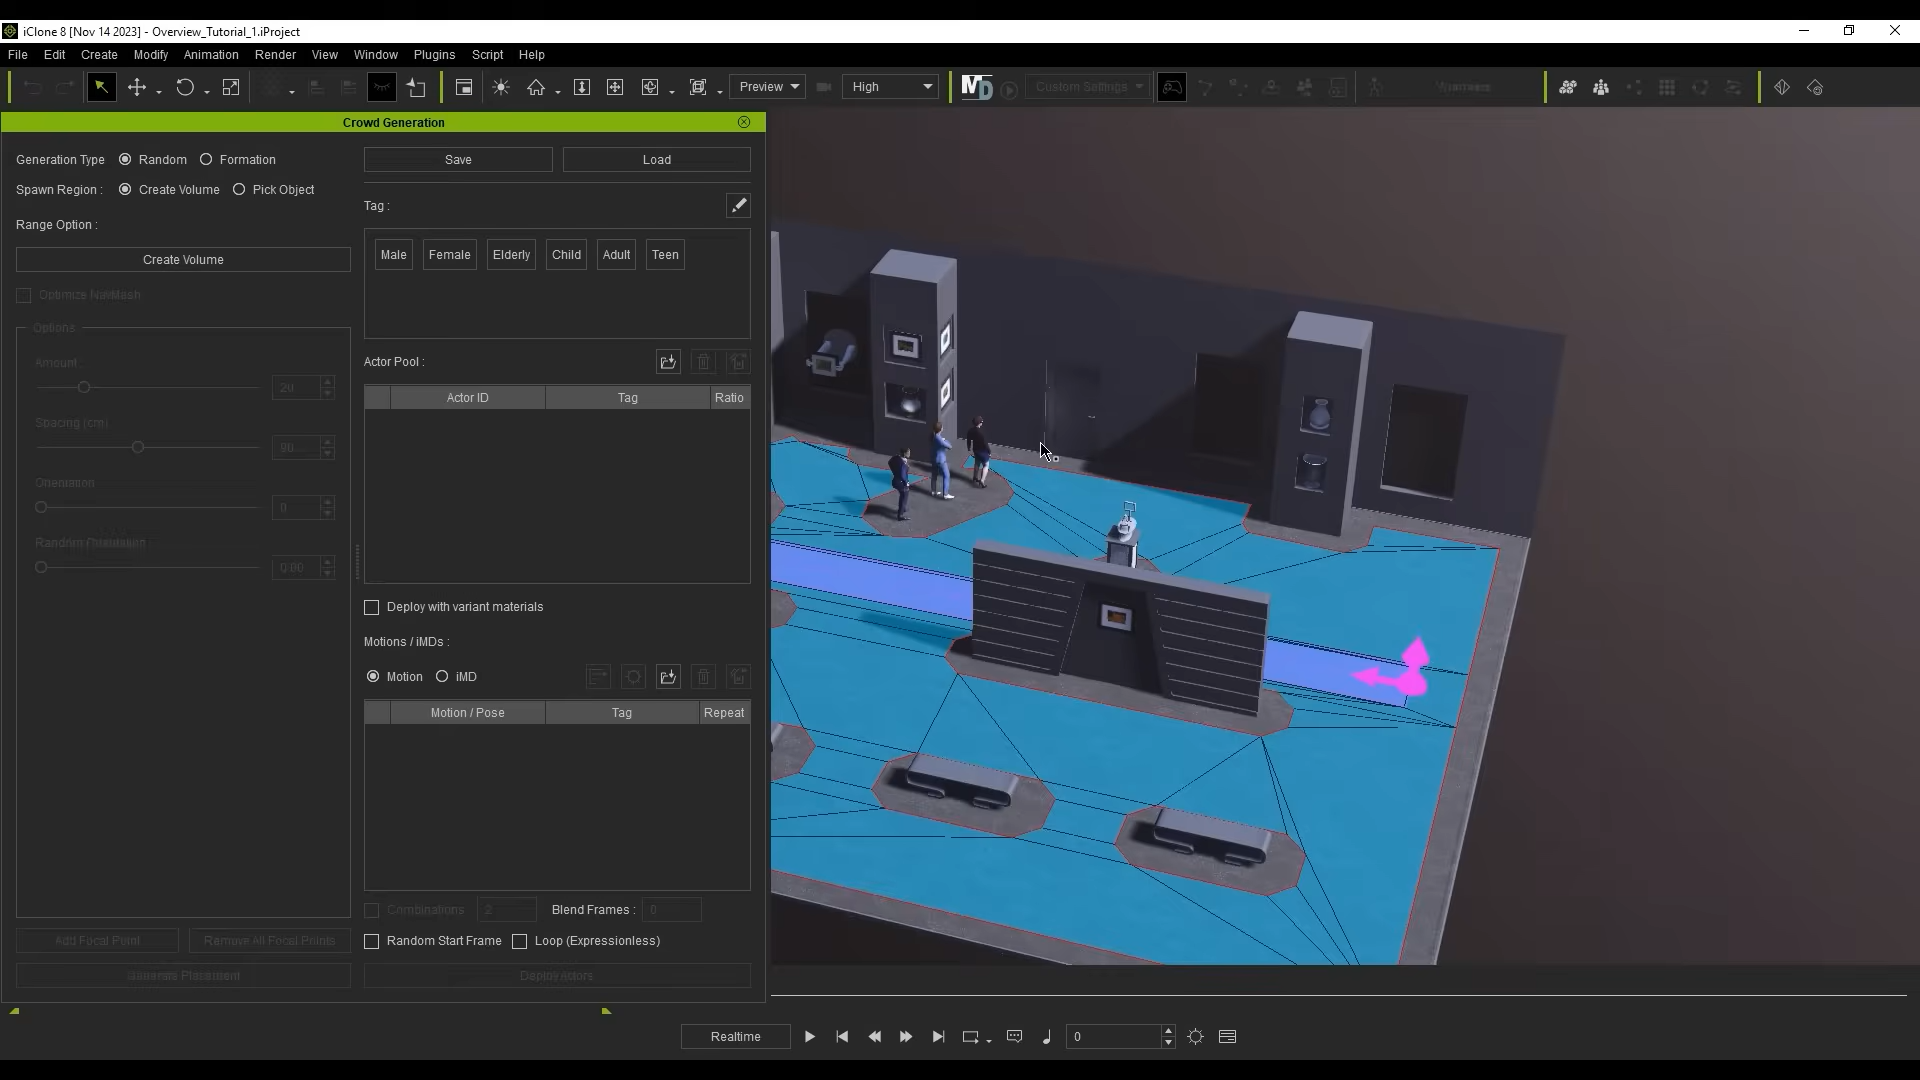 iClone 8 [Nov 14 2023] - Overview_Tutorial_1.iProject
File Edit Create Modify Animation Render View Window Plugins Script Help
Preview High MD Custom Settings
Crowd Generation
Generation Type Random Formation
Save Load
Spawn Region : Create Volume Pick Object
Tag :
Range Option :
Create Volume
Male Female Elderly Child Adult Teen
Optimize NavMesh
Options
Amount :
20
Actor Pool :
Actor ID Tag Ratio
Spacing (cm)
90
Orientation
0
0.00
Deploy with variant materials
Motions / iMDs :
Motion iMD
Motion / Pose Tag Repeat
Combinations 2 Blend Frames : 0
Add Focal Point Remove All Focal Points
Random Start Frame Loop (Expressionless)
Generate Placement
Deploy Actors
Realtime
0